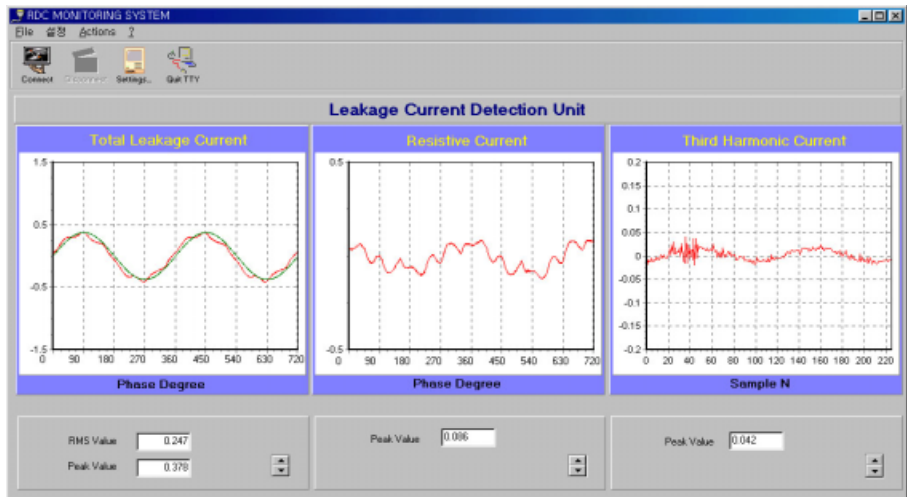 RDC MONITORING SYSTEM
File 설정 Actions ?
Connect Disconnect Settings... Quit TTY
Leakage Current Detection Unit
Total Leakage Current
1.5
0.5
-0.5
-1.5
0 90 180 270 360 450 540 630 720
Phase Degree
Resistive Current
0.5
-0.5
0 90 180 270 360 450 540 630 720
Phase Degree
Third Harmonic Current
0.2
0.15
0.1
0.05
0
-0.05
-0.1
-0.15
-0.2
0 20 40 60 80 100 120 140 160 180 200 220
Sample N
RMS Value 0.247
Peak Value 0.378
Peak Value 0.086
Peak Value 0.042